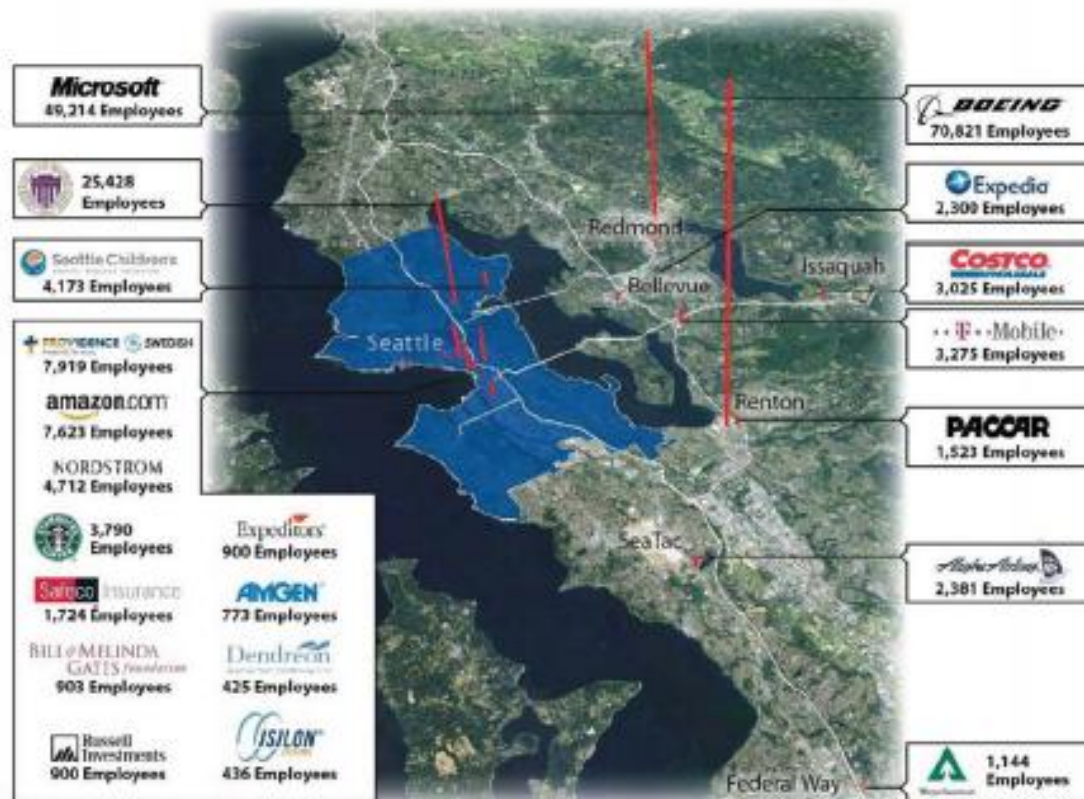 Microsoft
49,214 Employees
25,428
Employees
Seattle Children's
4,173 Employees
PROVIDENCE SWEDISH
7,919 Employees
amazon.com
7,623 Employees
NORDSTROM
4,712 Employees
3,790
Employees
Safeco Insurance
1,724 Employees
BILL & MELINDA
GATES foundation
903 Employees
Russell
Investments
900 Employees
Expeditors
900 Employees
AMGEN
773 Employees
Dendreon
425 Employees
ISILON
436 Employees
Redmond
Bellevue
Issaquah
Seattle
Renton
SeaTac
Federal Way
BOEING
70,821 Employees
Expedia
2,300 Employees
COSTCO
WHOLESALE
3,025 Employees
T Mobile
3,275 Employees
PACCAR
1,523 Employees
Alaska Airlines
2,381 Employees
1,144
Employees